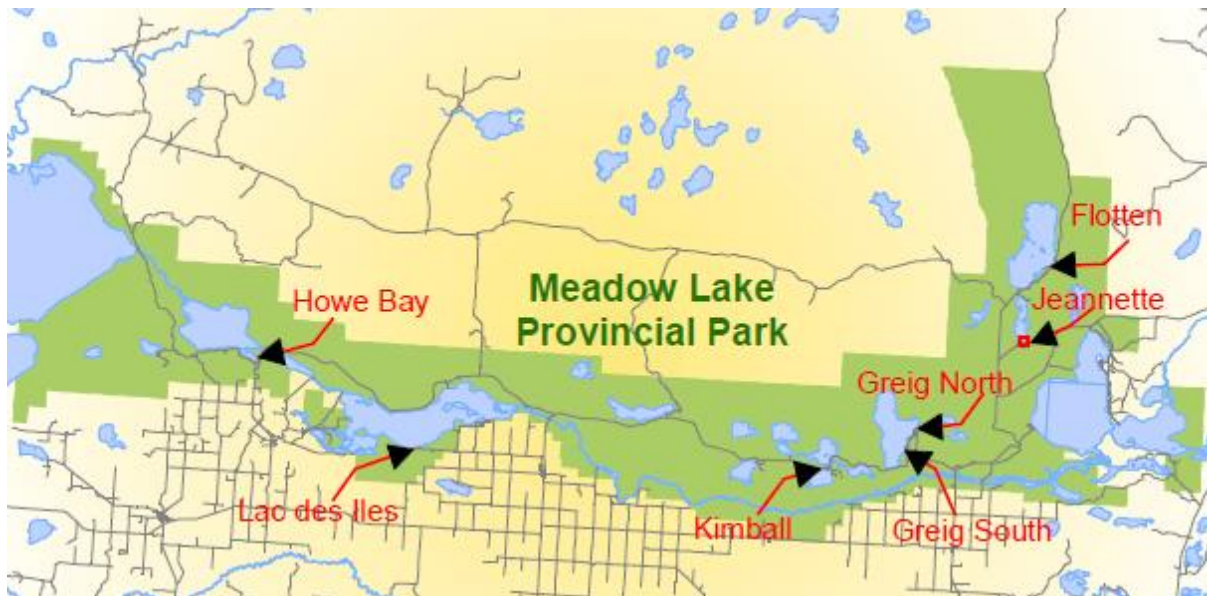 Flotten
Meadow Lake
Provincial Park
Howe Bay
Jeannette
Greig North
Lac des Iles
Kimball
Greig South